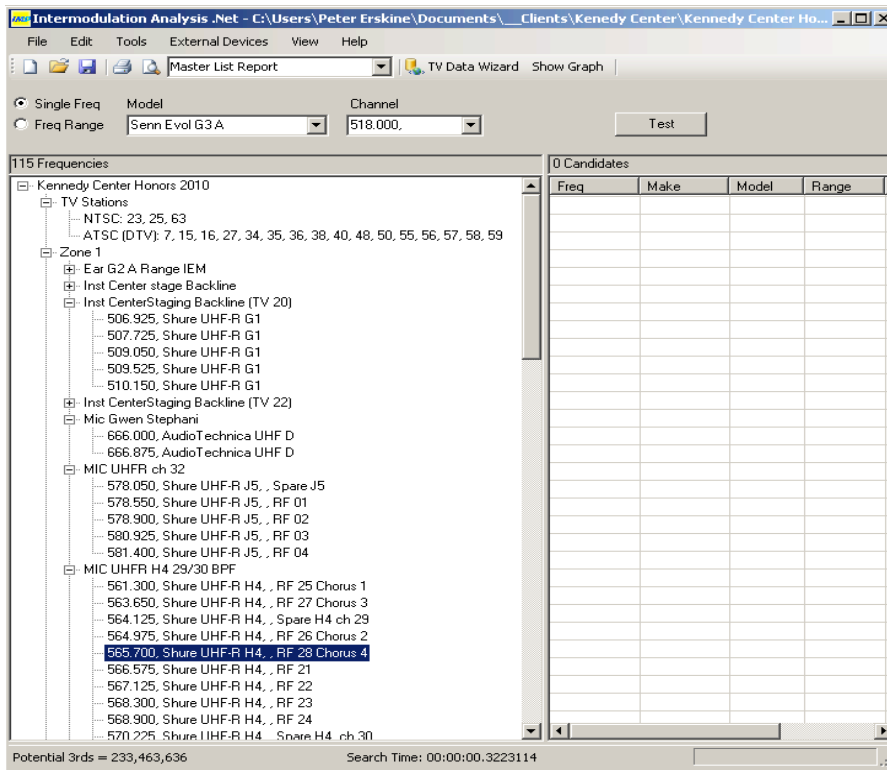 Intermodulation Analysis .Net - C:\Users\Peter Erskine\Documents\__Clients\Kenedy Center\Kennedy Center Ho...
File Edit Tools External Devices View Help
Master List Report TV Data Wizard Show Graph
Single Freq Model Channel
Freq Range Senn Evol G3 A 518.000, Test
115 Frequencies 0 Candidates
Freq Make Model Range
Kennedy Center Honors 2010
TV Stations
NTSC: 23, 25, 63
ATSC (DTV): 7, 15, 16, 27, 34, 35, 36, 38, 40, 48, 50, 55, 56, 57, 58, 59
Zone 1
Ear G2 A Range IEM
Inst Center stage Backline
Inst CenterStaging Backline (TV 20)
506.925, Shure UHF-R G1
507.725, Shure UHF-R G1
509.050, Shure UHF-R G1
509.525, Shure UHF-R G1
510.150, Shure UHF-R G1
Inst CenterStaging Backline (TV 22)
Mic Gwen Stephani
666.000, AudioTechnica UHF D
666.875, AudioTechnica UHF D
MIC UHFR ch 32
578.050, Shure UHF-R J5, , Spare J5
578.550, Shure UHF-R J5, , RF 01
578.900, Shure UHF-R J5, , RF 02
580.925, Shure UHF-R J5, , RF 03
581.400, Shure UHF-R J5, , RF 04
MIC UHFR H4 29/30 BPF
561.300, Shure UHF-R H4, , RF 25 Chorus 1
563.650, Shure UHF-R H4, , RF 27 Chorus 3
564.125, Shure UHF-R H4, , Spare H4 ch 29
564.975, Shure UHF-R H4, , RF 26 Chorus 2
565.700, Shure UHF-R H4, , RF 28 Chorus 4
566.575, Shure UHF-R H4, , RF 21
567.125, Shure UHF-R H4, , RF 22
568.300, Shure UHF-R H4, , RF 23
568.900, Shure UHF-R H4, , RF 24
570.225, Shure UHF-R H4, , Spare H4, ch 30
Potential 3rds = 233,463,636 Search Time: 00:00:00.3223114